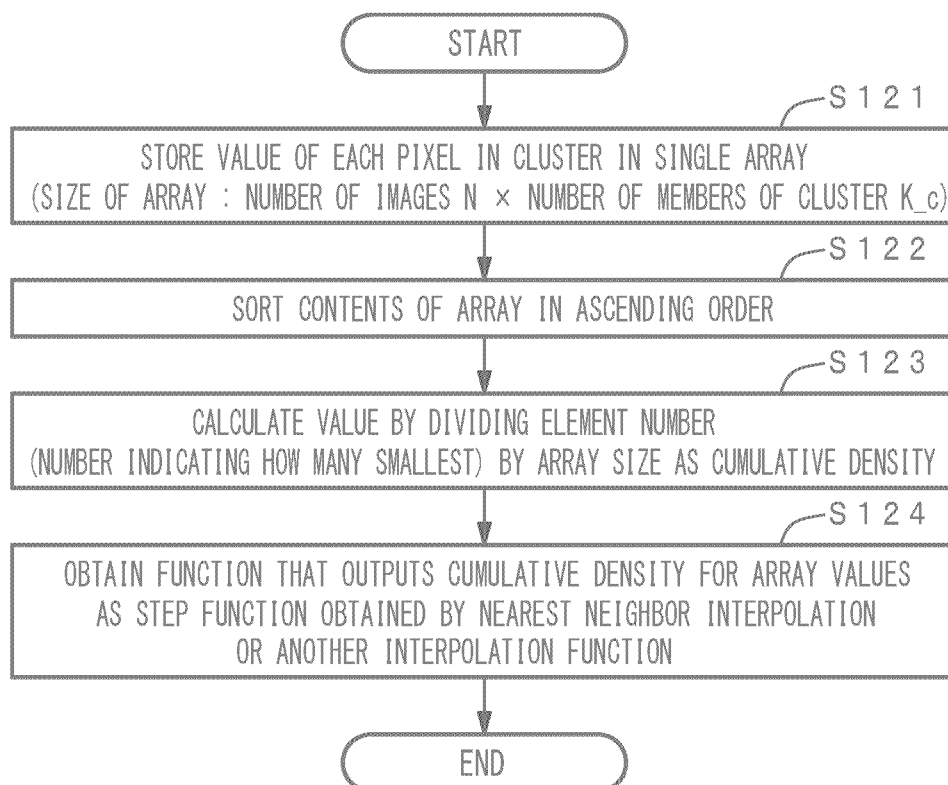 START
S121
STORE VALUE OF EACH PIXEL IN CLUSTER IN SINGLE ARRAY
(SIZE OF ARRAY : NUMBER OF IMAGES N × NUMBER OF MEMBERS OF CLUSTER K_c)
S122
SORT CONTENTS OF ARRAY IN ASCENDING ORDER
S123
CALCULATE VALUE BY DIVIDING ELEMENT NUMBER
(NUMBER INDICATING HOW MANY SMALLEST) BY ARRAY SIZE AS CUMULATIVE DENSITY
S124
OBTAIN FUNCTION THAT OUTPUTS CUMULATIVE DENSITY FOR ARRAY VALUES
AS STEP FUNCTION OBTAINED BY NEAREST NEIGHBOR INTERPOLATION
OR ANOTHER INTERPOLATION FUNCTION
END